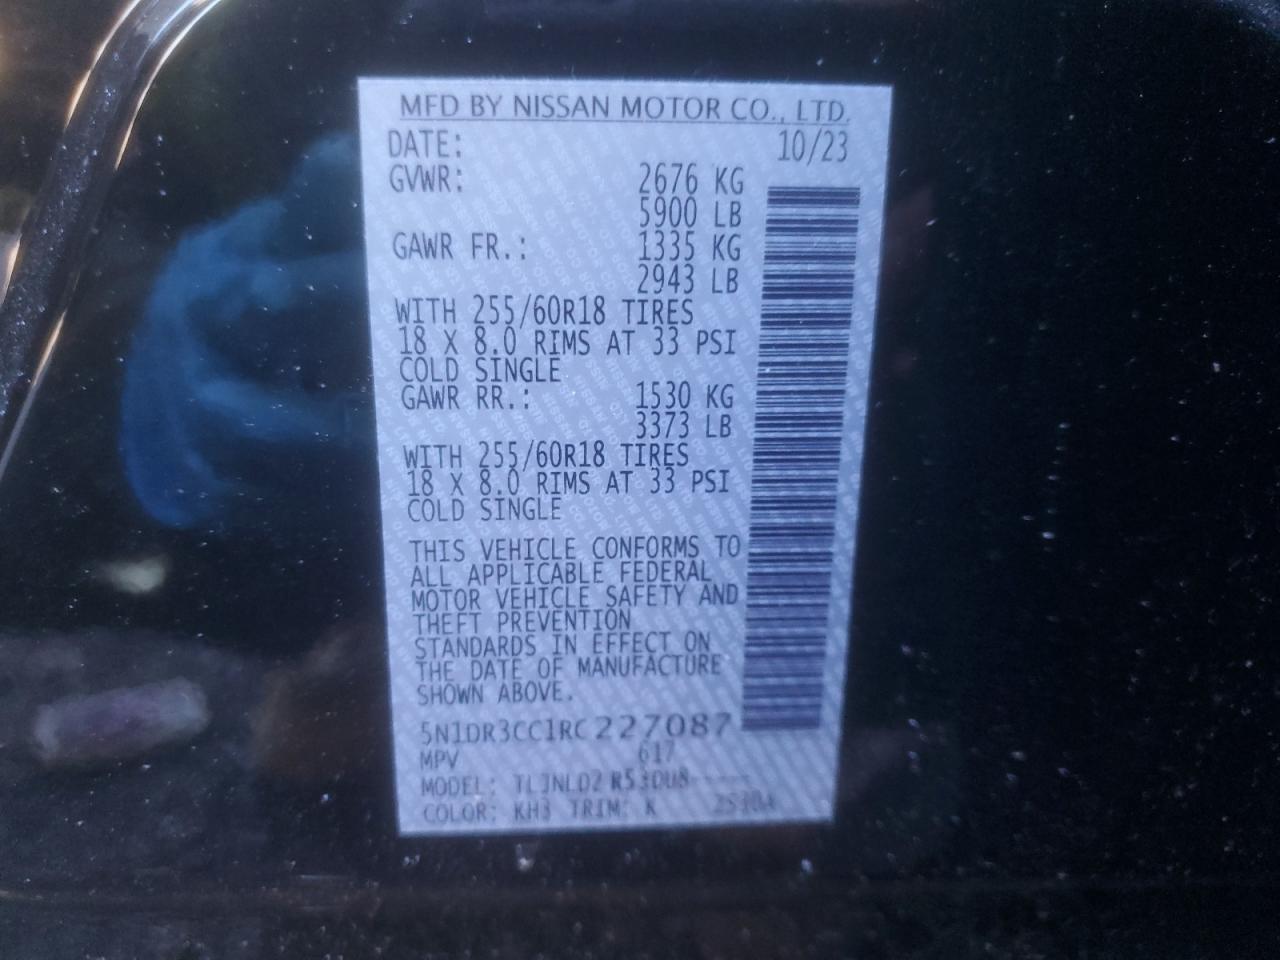 MFD BY NISSAN MOTOR CO., LTD.
DATE: 10/23
GVWR: 2676 KG
5900 LB
GAWR FR.: 1335 KG
2943 LB
WITH 255/60R18 TIRES
18 X 8.0 RIMS AT 33 PSI
COLD SINGLE
GAWR RR.: 1530 KG
3373 LB
WITH 255/60R18 TIRES
18 X 8.0 RIMS AT 33 PSI
COLD SINGLE
THIS VEHICLE CONFORMS TO
ALL APPLICABLE FEDERAL
MOTOR VEHICLE SAFETY AND
THEFT PREVENTION
STANDARDS IN EFFECT ON
THE DATE OF MANUFACTURE
SHOWN ABOVE.
5N1DR3CC1RC227087
MPV 617
MODEL:
COLOR: KH3 TRIM: K